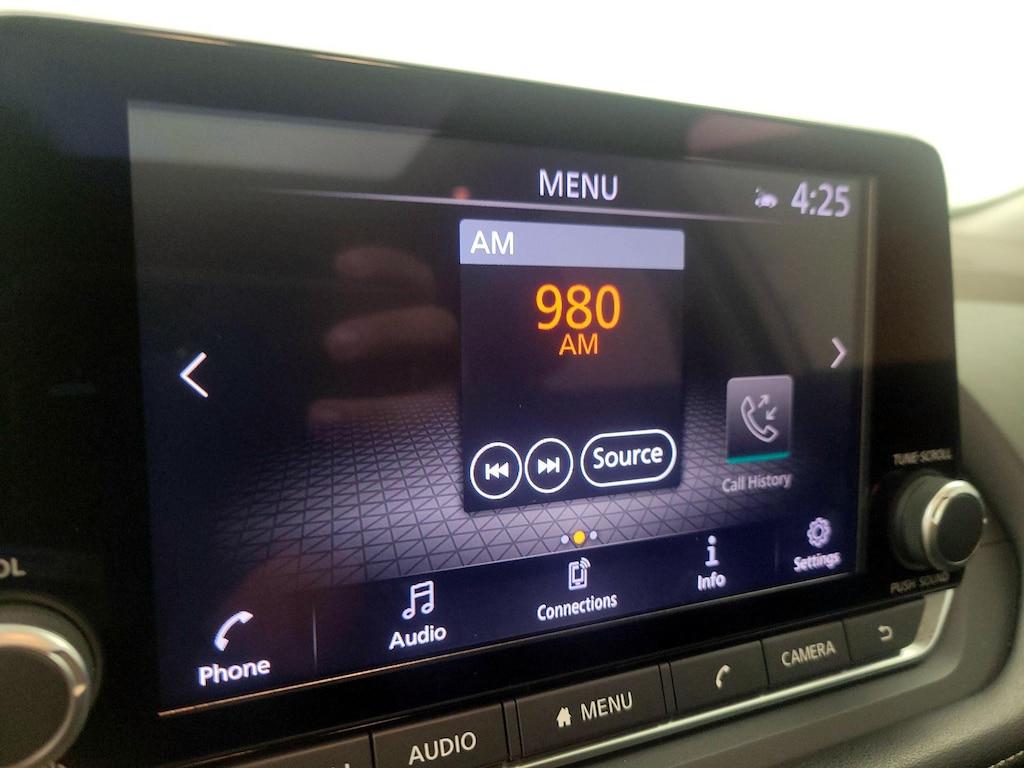 MENU
4:25
AM
980
AM
Source
Call History
Phone
Audio
Connections
Info
Settings
TUNE·SCROLL
PUSH SOUND
AUDIO
MENU
CAMERA